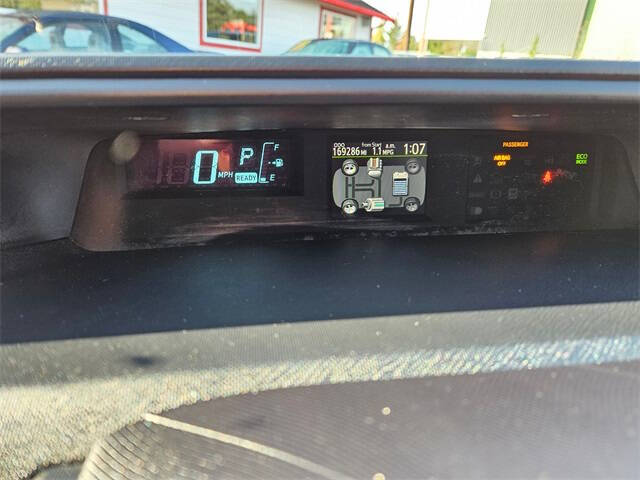 0 MPH
P
READY
F
E
ODO
169286 MI
from Start
1.1 MPG
a.m.
1:07
PASSENGER
AIRBAG
OFF
ECO
MODE